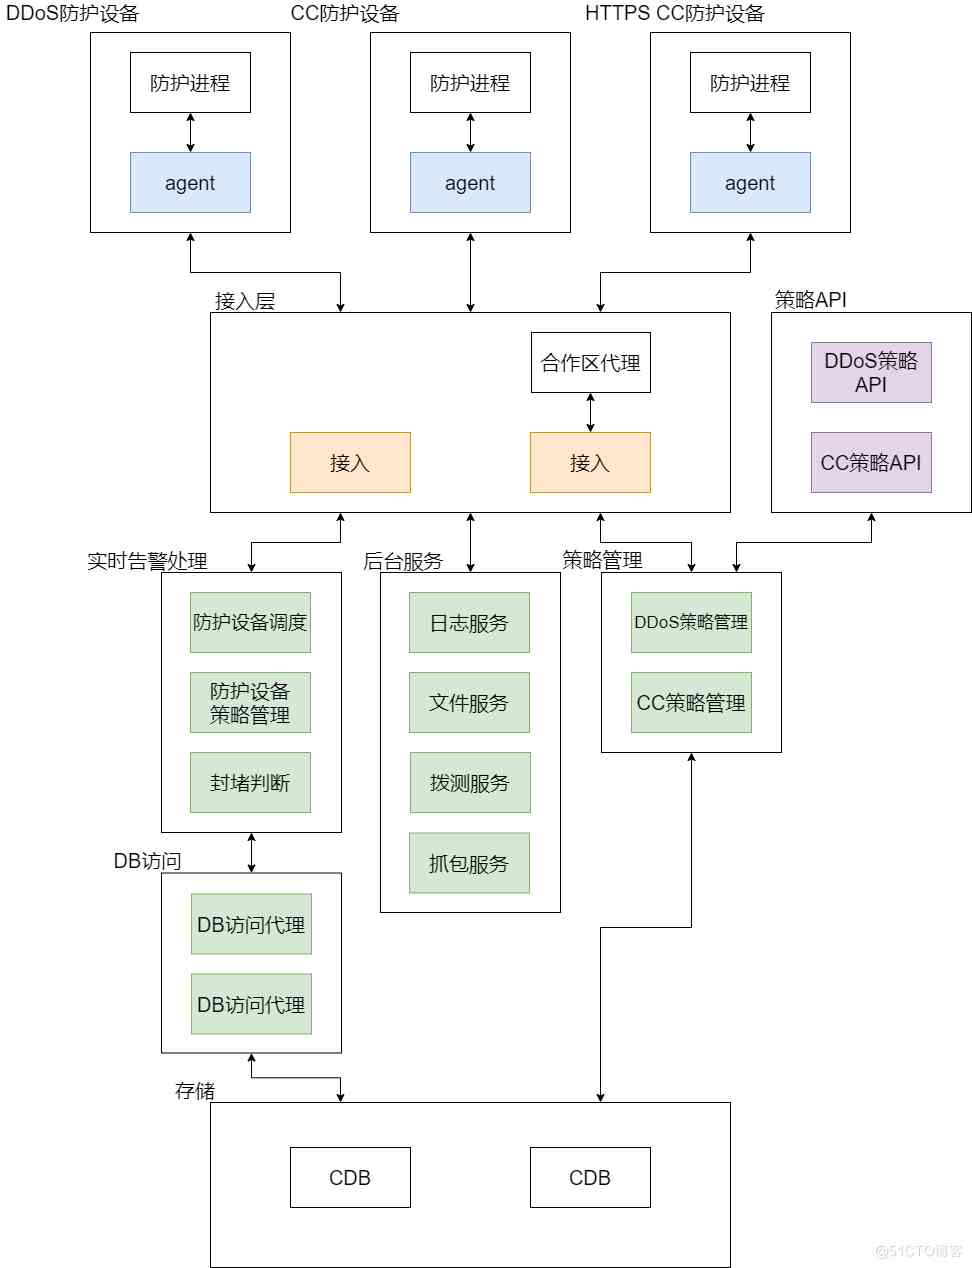 DDoS防护设备
CC防护设备
HTTPS CC防护设备
防护进程
防护进程
防护进程
agent
agent
agent
接入层
策略API
合作区代理
DDoS策略
API
接入
接入
CC策略API
实时告警处理
后台服务
策略管理
防护设备调度
日志服务
DDoS策略管理
防护设备
策略管理
文件服务
CC策略管理
封堵判断
拨测服务
DB访问
抓包服务
DB访问代理
DB访问代理
存储
CDB
CDB
@51CTO博客